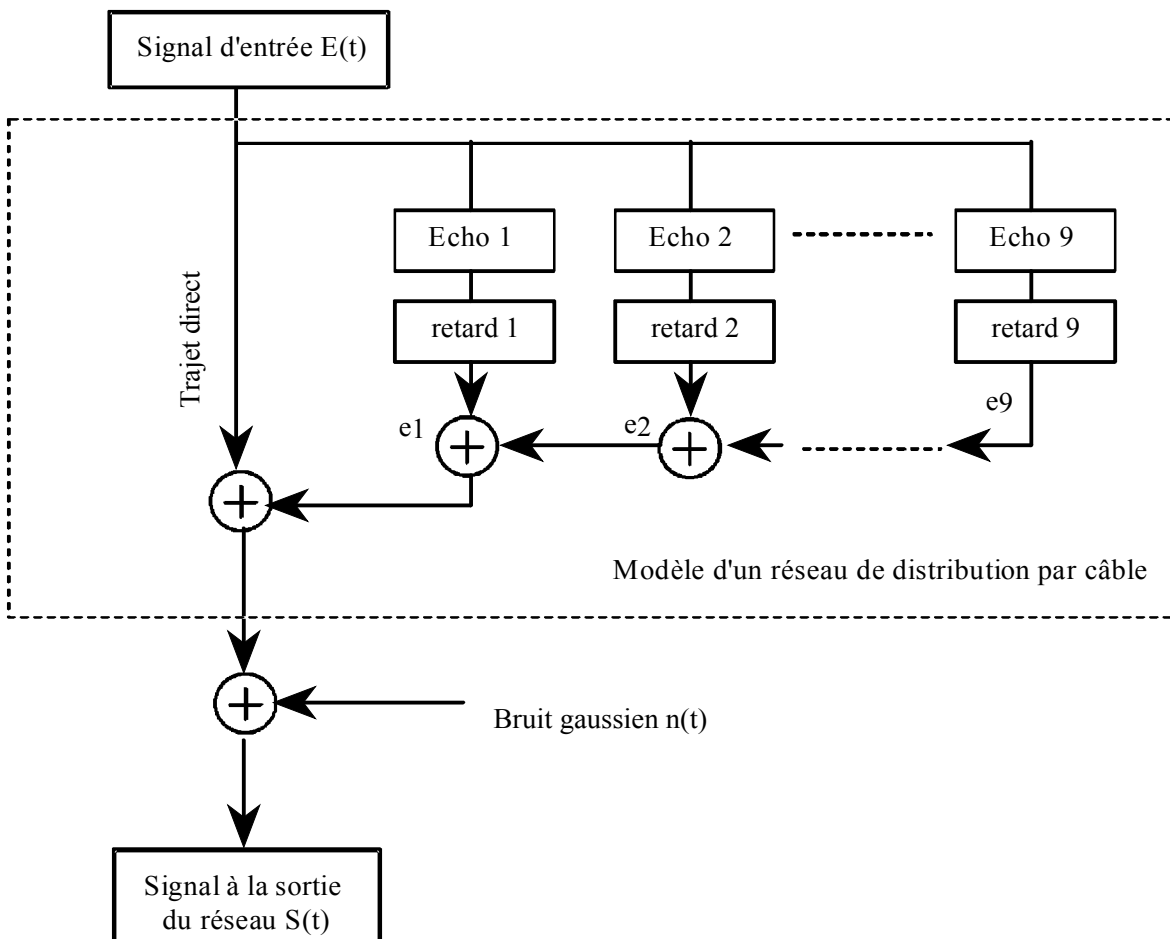 Signal d'entrée E(t)
Echo 1
Echo 2
Echo 9
Trajet direct
retard 1
retard 2
retard 9
e1
e2
e9
Modèle d'un réseau de distribution par câble
Bruit gaussien n(t)
Signal à la sortie
du réseau S(t)